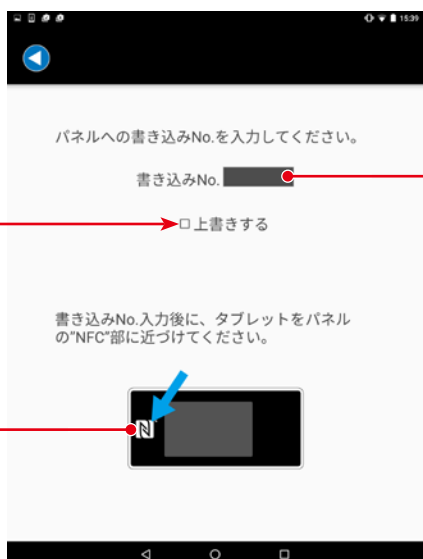 15:39
パネルへの書き込みNo.を入力してください。
書き込みNo.
上書きする
書き込みNo.入力後に、タブレットをパネル
の"NFC"部に近づけてください。